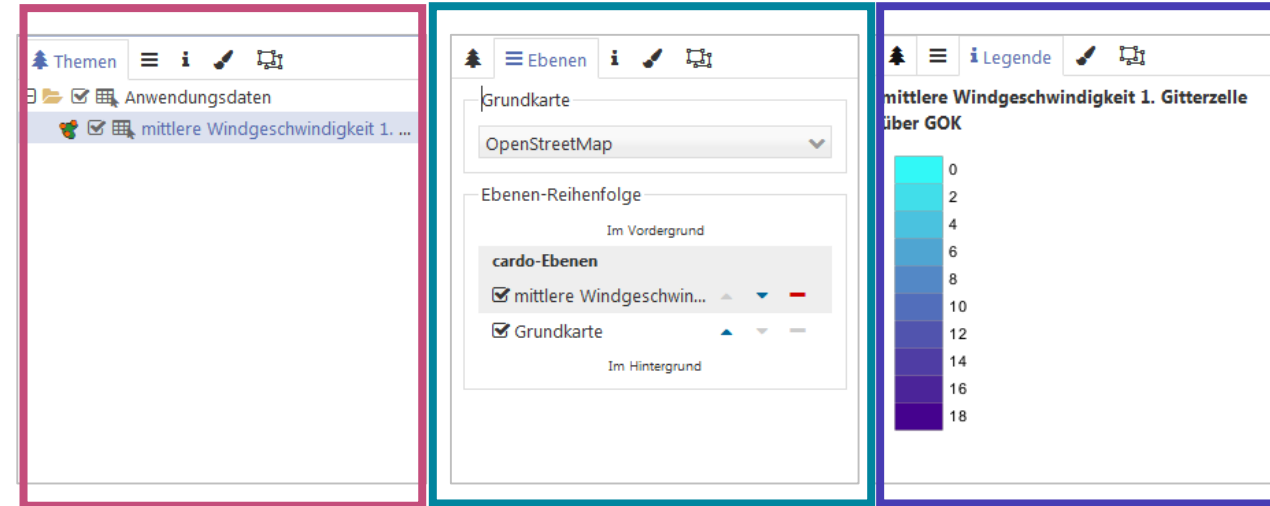 Themen
Anwendungsdaten
mittlere Windgeschwindigkeit 1. ...
Ebenen
Grundkarte
OpenStreetMap
Ebenen-Reihenfolge
Im Vordergrund
cardo-Ebenen
mittlere Windgeschwin...
Grundkarte
Im Hintergrund
Legende
mittlere Windgeschwindigkeit 1. Gitterzelle
über GOK
0
2
4
6
8
10
12
14
16
18